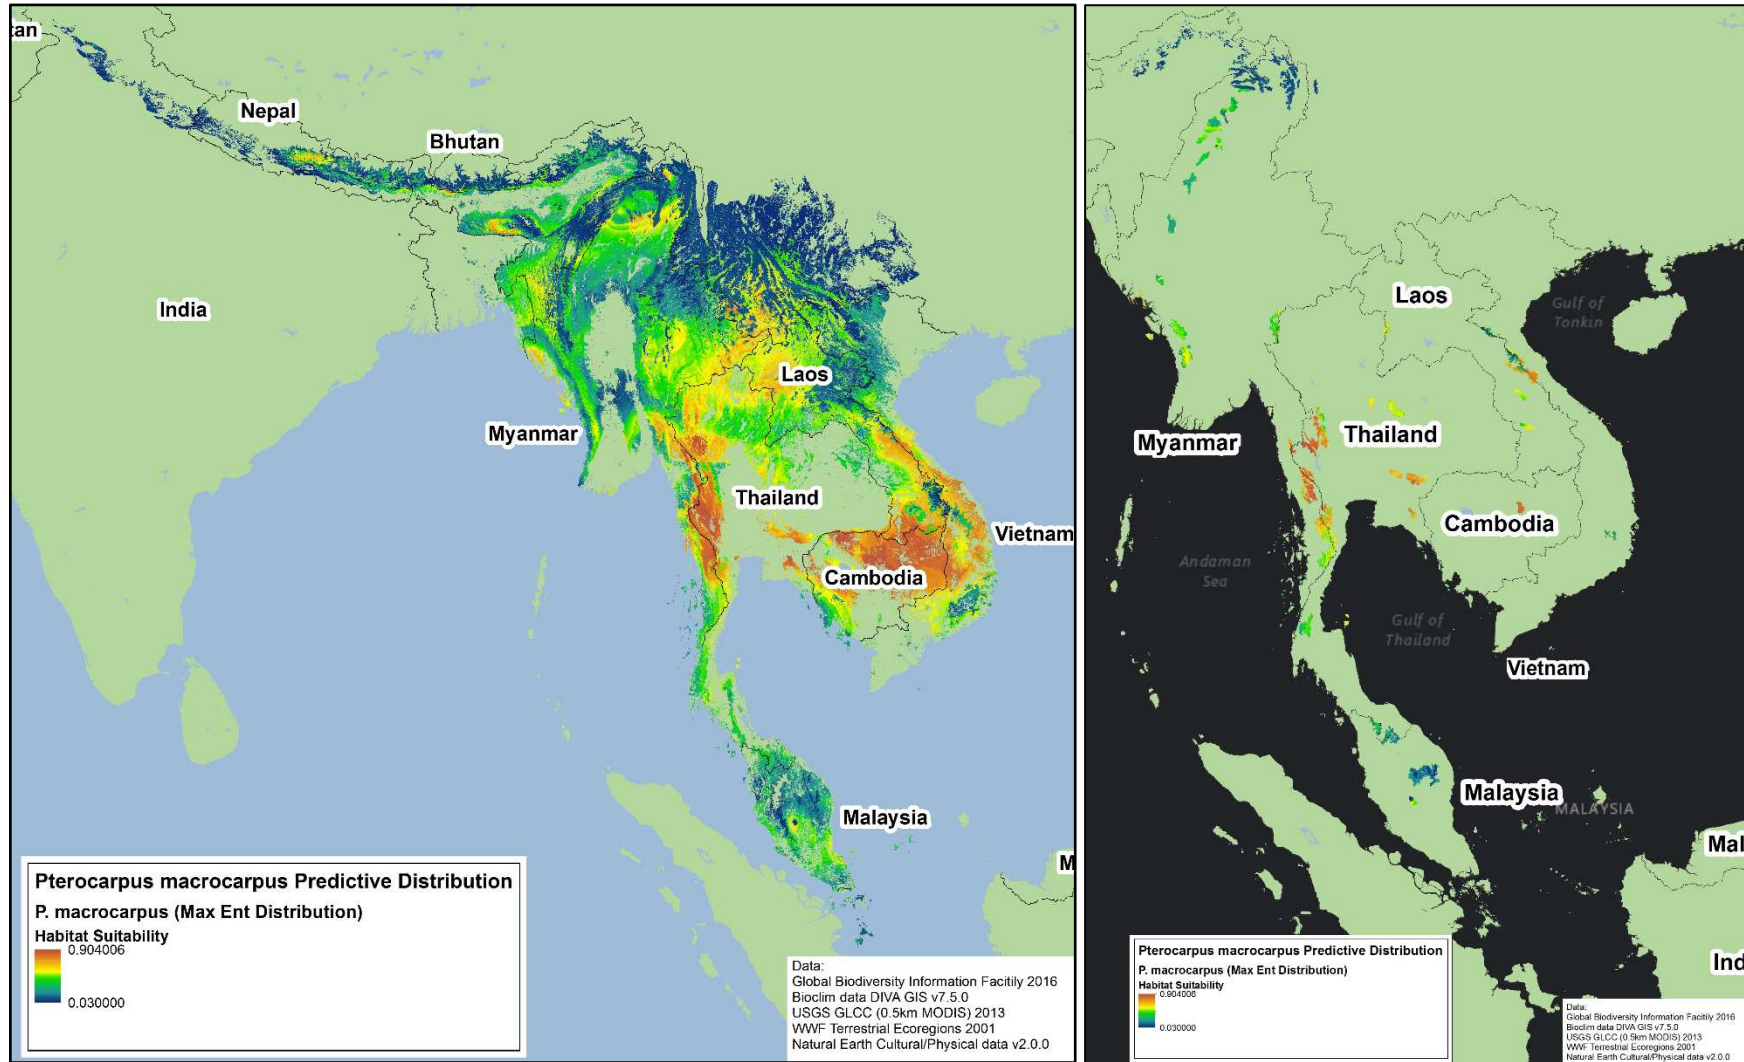 tan
Nepal
Bhutan
India
Laos
Myanmar
Thailand
Vietnam
Cambodia
Malaysia
M
Pterocarpus macrocarpus Predictive Distribution
P. macrocarpus (Max Ent Distribution)
Habitat Suitability
0.904006
0.030000
Data:
Global Biodiversity Information Facitily 2016
Bioclim data DIVA GIS v7.5.0
USGS GLCC (0.5km MODIS) 2013
WWF Terrestrial Ecoregions 2001
Natural Earth Cultural/Physical data v2.0.0
Laos
Gulf of
Tonkin
Myanmar
Thailand
Cambodia
Andaman
Sea
Gulf of
Thailand
Vietnam
Malaysia
MALAYSIA
Mal
Ind
Pterocarpus macrocarpus Predictive Distribution
P. macrocarpus (Max Ent Distribution)
Habitat Suitability
0.904006
0.030000
Data:
Global Biodiversity Information Facitily 2016
Bioclim data DIVA GIS v7.5.0
USGS GLCC (0.5km MODIS) 2013
WWF Terrestrial Ecoregions 2001
Natural Earth Cultural/Physical data v2.0.0